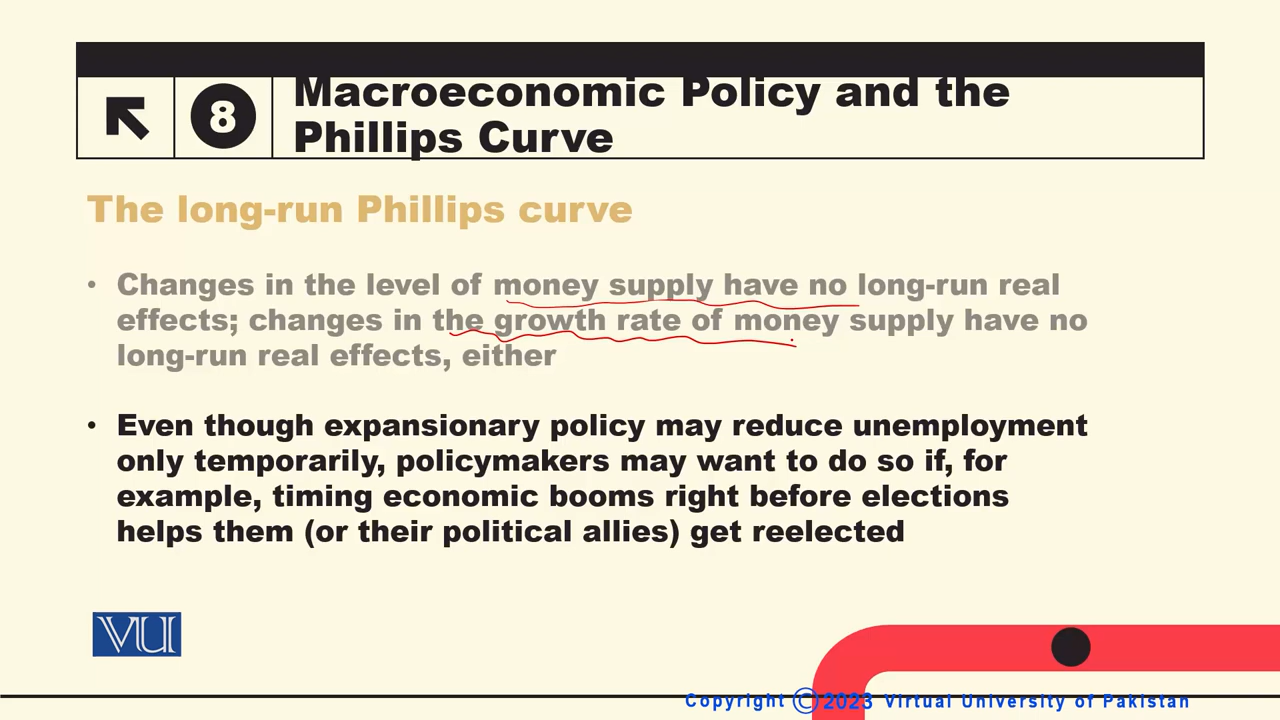 8
Macroeconomic Policy and the
Phillips Curve
The long-run Phillips curve
• Changes in the level of money supply have no long-run real
effects; changes in the growth rate of money supply have no
long-run real effects, either
• Even though expansionary policy may reduce unemployment
only temporarily, policymakers may want to do so if, for
example, timing economic booms right before elections
helps them (or their political allies) get reelected
VU
Copyright © 2023 Virtual University of Pakistan